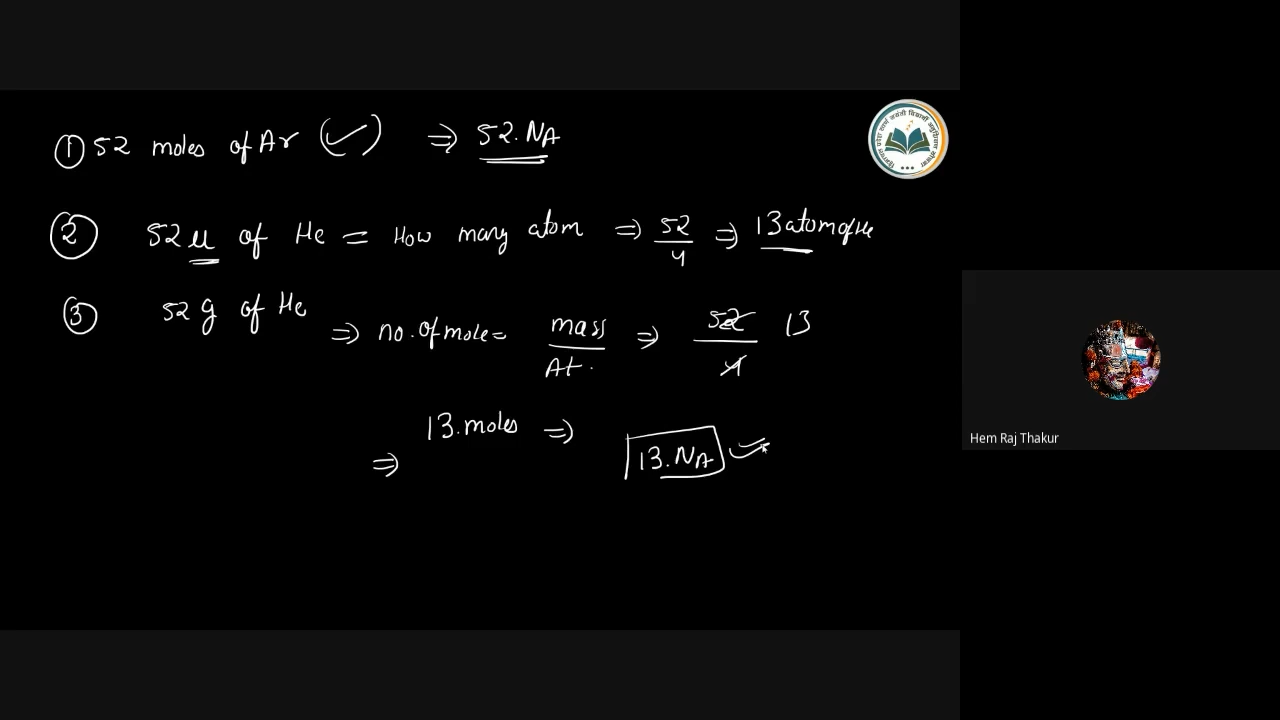 ① 52 moles of Ar (✓) ⇒ 52.NA
② 52 u of He = How many atom ⇒ 52/4 ⇒ 13 atom of He
③ 52 g of He ⇒ no. of mole = mass/At. ⇒ 52/4 13
⇒ 13.moles ⇒ 13.NA ✓
Hem Raj Thakur